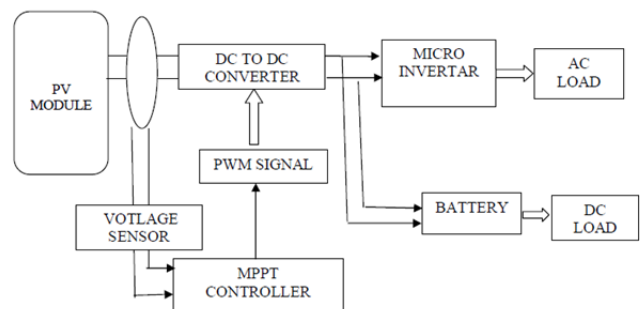 PV
MODULE
DC TO DC
CONVERTER
MICRO
INVERTAR
AC
LOAD
PWM SIGNAL
VOTLAGE
SENSOR
BATTERY
DC
LOAD
MPPT
CONTROLLER